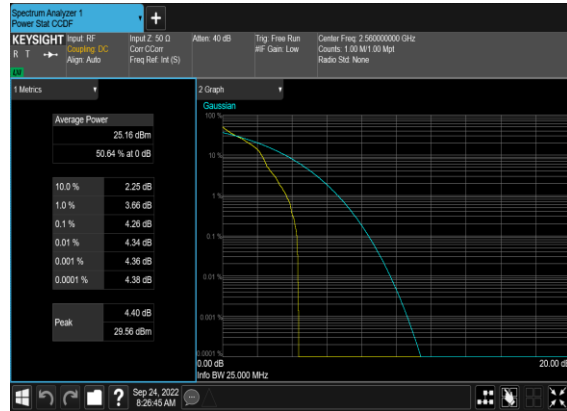 Spectrum Analyzer 1
Power Stat CCDF
KEYSIGHT
R T
Input: RF
Coupling: DC
Align: Auto
Input Z: 50 Ω
Corr CCorr
Freq Ref: Int (S)
Atten: 40 dB
Trig: Free Run
#IF Gain: Low
Center Freq: 2.560000000 GHz
Counts: 1.00 M/1.00 Mpt
Radio Std: None
1 Metrics
Average Power
25.16 dBm
50.64 % at 0 dB
10.0 % 2.25 dB
1.0 % 3.66 dB
0.1 % 4.26 dB
0.01 % 4.34 dB
0.001 % 4.36 dB
0.0001 % 4.38 dB
Peak
4.40 dB
29.56 dBm
2 Graph
Gaussian
100 %
10 %
1 %
0.1 %
0.01 %
0.001 %
0.0001 %
0.00 dB
20.00 dB
Info BW 25.000 MHz
?
Sep 24, 2022
8:26:45 AM